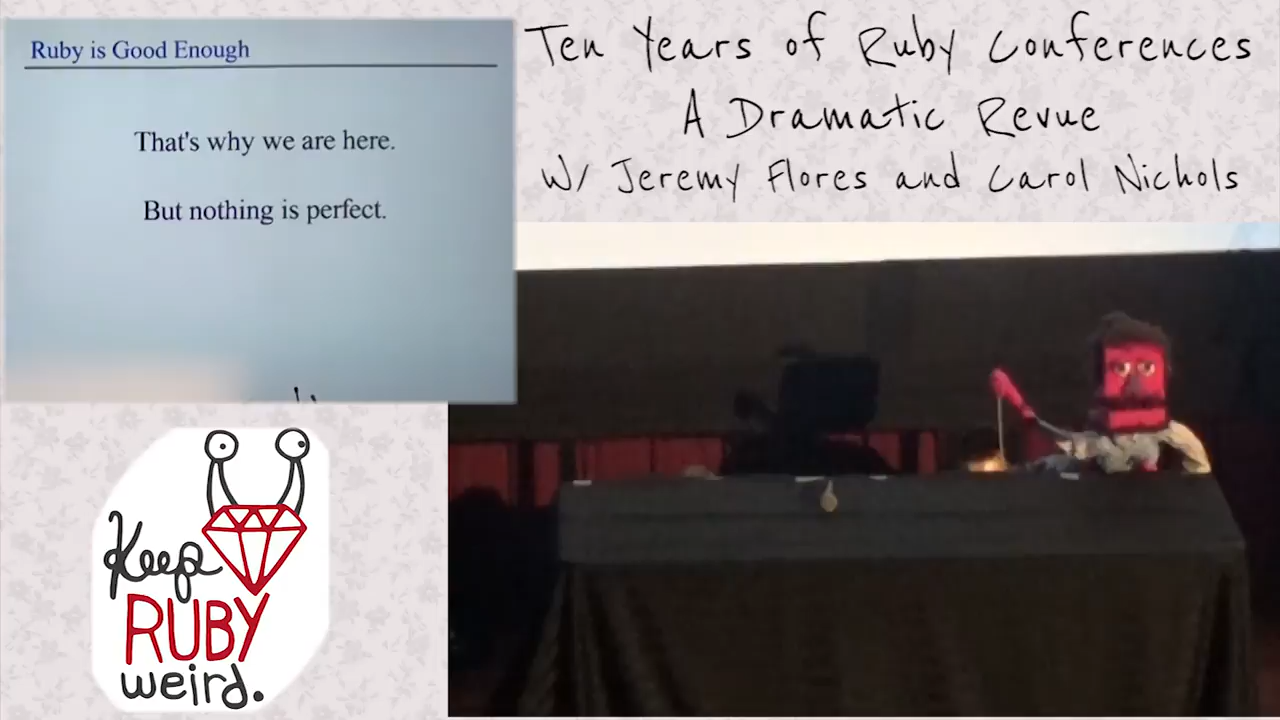 Ruby is Good Enough
That's why we are here.
But nothing is perfect.
Ten Years of Ruby Conferences
A Dramatic Revue
W/ Jeremy Flores and Carol Nichols
Keep
RUBY
weird.